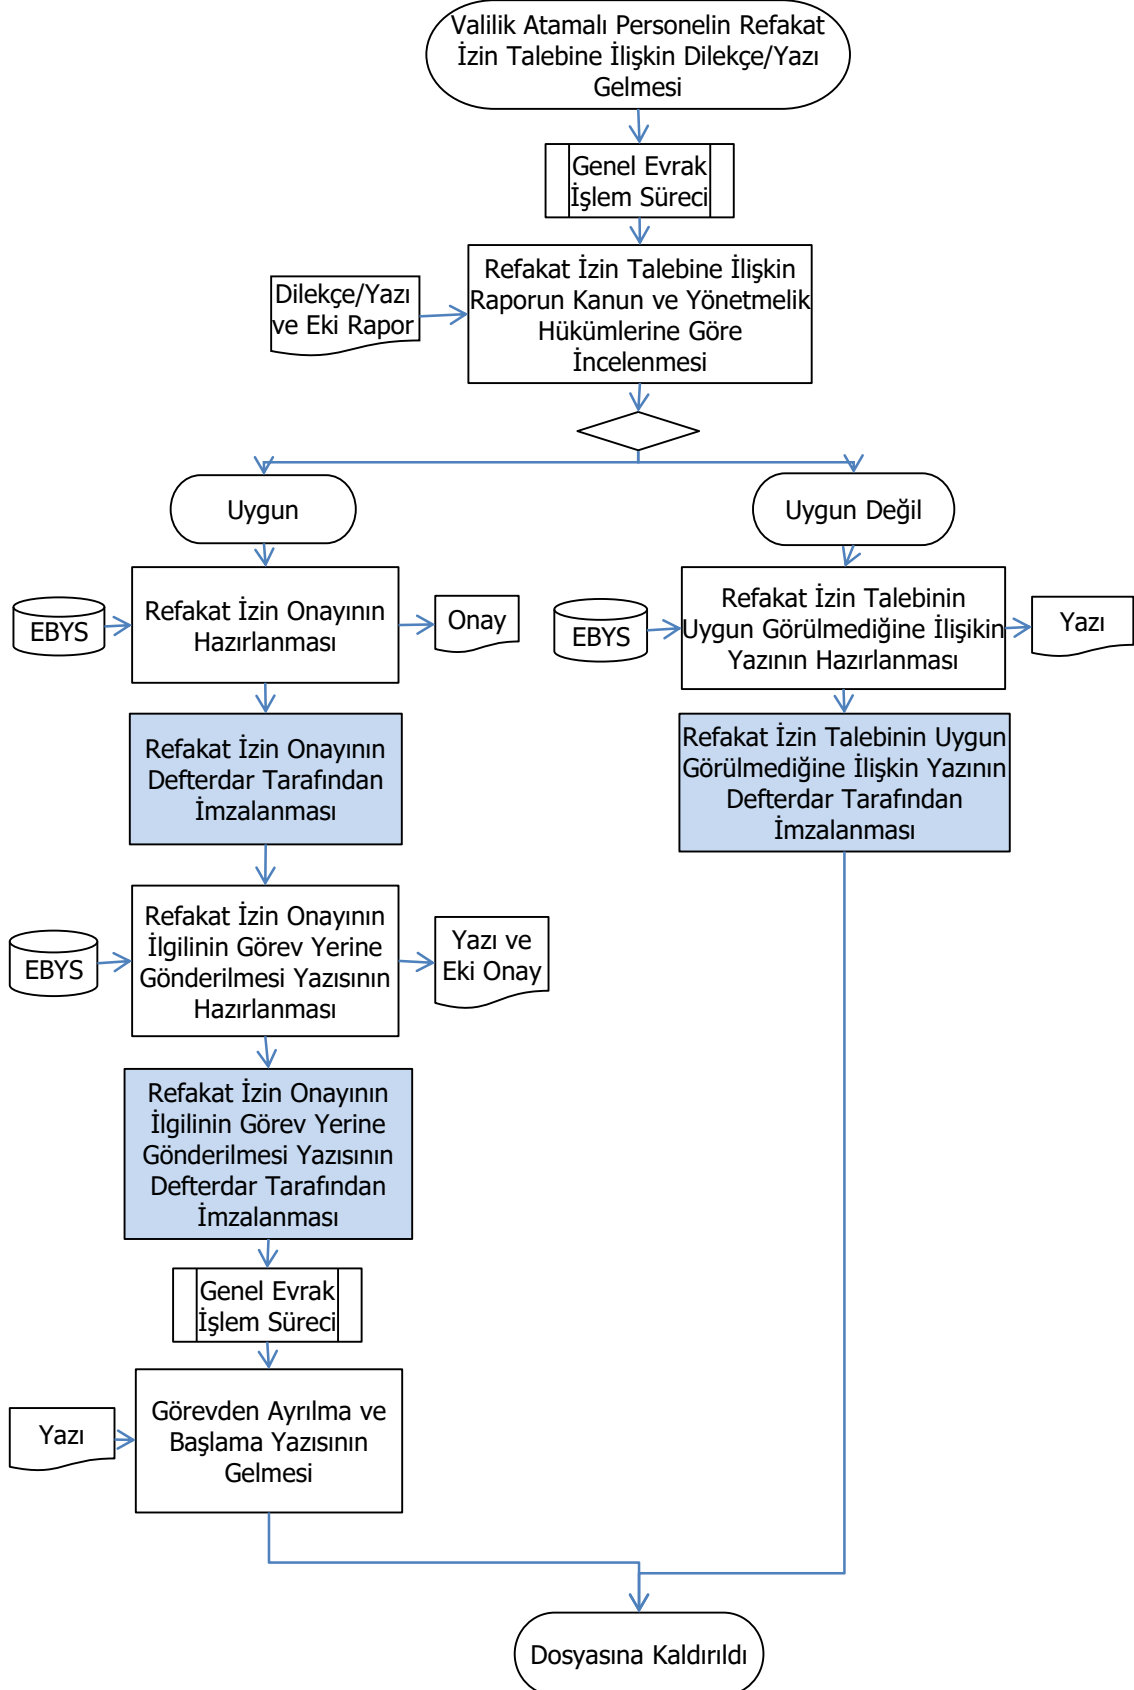 Valilik Atamalı Personelin Refakat
İzin Talebine İlişkin Dilekçe/Yazı
Gelmesi
Genel Evrak
İşlem Süreci
Dilekçe/Yazı
ve Eki Rapor
Refakat İzin Talebine İlişkin
Raporun Kanun ve Yönetmelik
Hükümlerine Göre
İncelenmesi
Uygun
Uygun Değil
EBYS
Refakat İzin Onayının
Hazırlanması
Onay
EBYS
Refakat İzin Talebinin
Uygun Görülmediğine İlişikin
Yazının Hazırlanması
Yazı
Refakat İzin Onayının
Defterdar Tarafından
İmzalanması
Refakat İzin Talebinin Uygun
Görülmediğine İlişkin Yazının
Defterdar Tarafından
İmzalanması
EBYS
Refakat İzin Onayının
İlgilinin Görev Yerine
Gönderilmesi Yazısının
Hazırlanması
Yazı ve
Eki Onay
Refakat İzin Onayının
İlgilinin Görev Yerine
Gönderilmesi Yazısının
Defterdar Tarafından
İmzalanması
Genel Evrak
İşlem Süreci
Yazı
Görevden Ayrılma ve
Başlama Yazısının
Gelmesi
Dosyasına Kaldırıldı